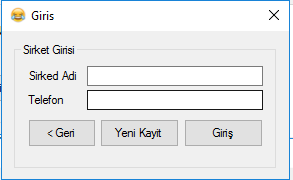 Giris
Sirket Girisi
Sirked Adi
Telefon
< Geri Yeni Kayit Giriş